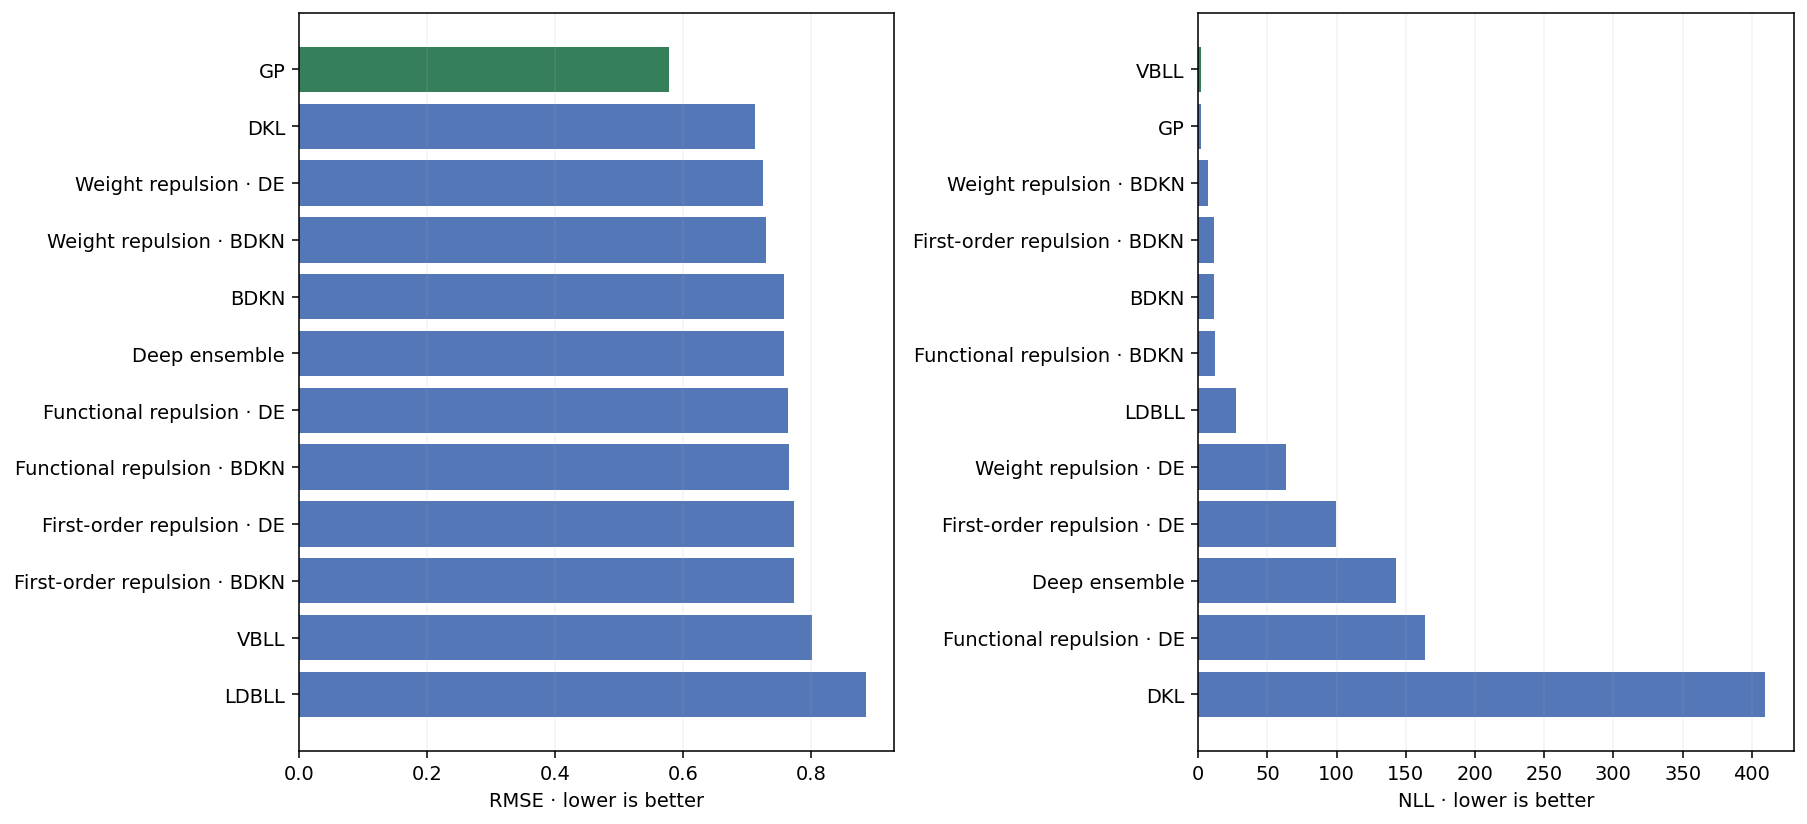 GP
DKL
Weight repulsion · DE
Weight repulsion · BDKN
BDKN
Deep ensemble
Functional repulsion · DE
Functional repulsion · BDKN
First-order repulsion · DE
First-order repulsion · BDKN
VBLL
LDBLL
0.0 0.2 0.4 0.6 0.8
RMSE · lower is better
VBLL
GP
Weight repulsion · BDKN
First-order repulsion · BDKN
BDKN
Functional repulsion · BDKN
LDBLL
Weight repulsion · DE
First-order repulsion · DE
Deep ensemble
Functional repulsion · DE
DKL
0 50 100 150 200 250 300 350 400
NLL · lower is better